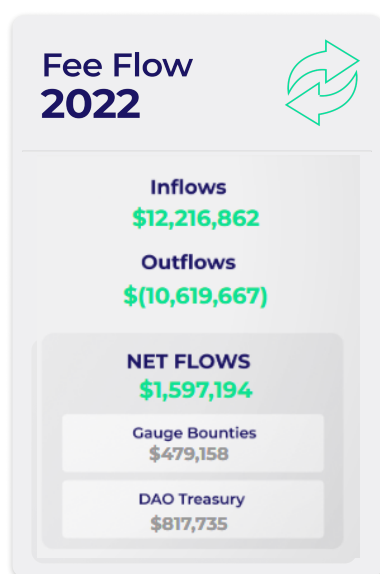 Fee Flow
2022
Inflows
$12,216,862
Outflows
$(10,619,667)
NET FLOWS
$1,597,194
Gauge Bounties
$479,158
DAO Treasury
$817,735